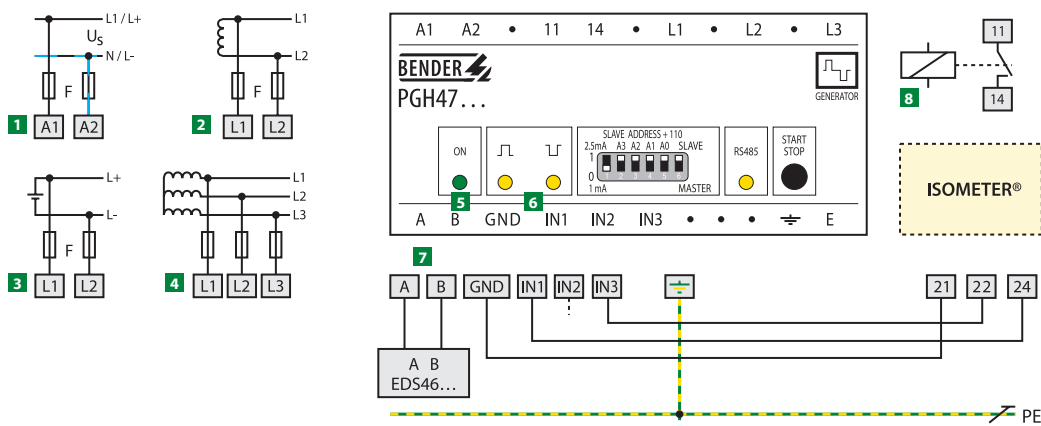 L1 / L+
U_S
N / L-
F
1 A1 A2
L1
L2
F
2 L1 L2
L+
L-
F
3 L1 L2
L1
L2
L3
4 L1 L2 L3
A1 A2 • 11 14 • L1 • L2 • L3
BENDER
PGH47...
GENERATOR
ON
SLAVE ADDRESS + 110
2.5mA A3 A2 A1 A0 SLAVE
1
0
1 2 3 4 5 6
1 mA MASTER
RS485
START
STOP
5
6
A B GND IN1 IN2 IN3 • • • E
7
A B GND IN1 IN2 IN3 21 22 24
A B
EDS46...
PE
11
8
14
ISOMETER®